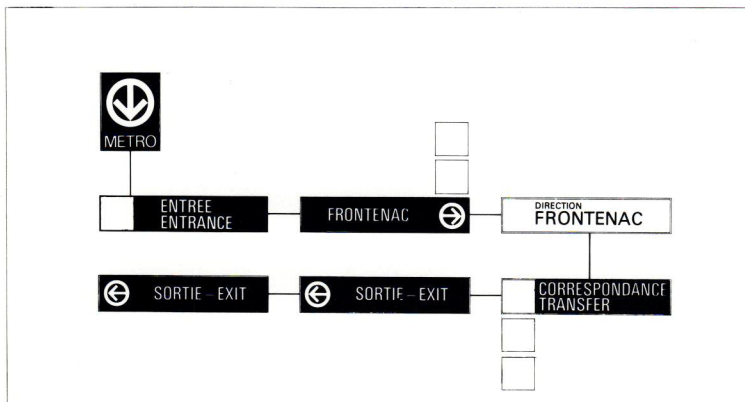 METRO
ENTREE
ENTRANCE
FRONTENAC
DIRECTION
FRONTENAC
SORTIE – EXIT
SORTIE – EXIT
CORRESPONDANCE
TRANSFER